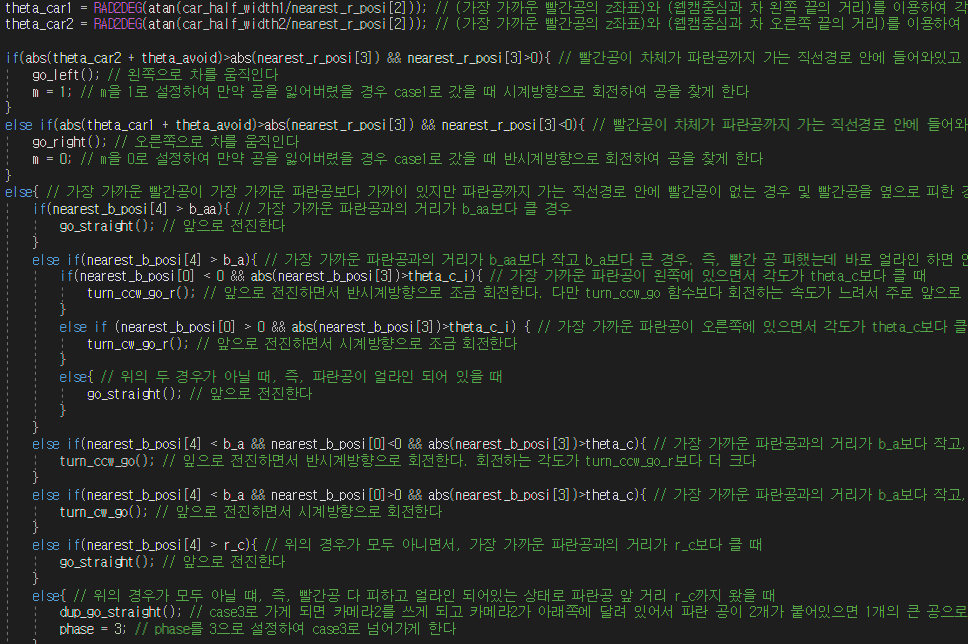 theta_car1 = RAD2DEG(atan(car_half_width1/nearest_r_posi[2])); // (가장 가까운 빨간공의 z좌표)와 (웹캠중심과 차 왼쪽 끝의 거리)를 이용하여 각
theta_car2 = RAD2DEG(atan(car_half_width2/nearest_r_posi[2])); // (가장 가까운 빨간공의 z좌표)와 (웹캠중심과 차 오른쪽 끝의 거리)를 이용하여
if(abs(theta_car2 + theta_avoid)>abs(nearest_r_posi[3]) && nearest_r_posi[3]>0){ // 빨간공이 차체가 파란공까지 가는 직선경로 안에 들어와있고
go_left(); // 왼쪽으로 차를 움직인다
m = 1; // m을 1로 설정하여 만약 공을 잃어버렸을 경우 case1로 갔을 때 시계방향으로 회전하여 공을 찾게 한다
}
else if(abs(theta_car1 + theta_avoid)>abs(nearest_r_posi[3]) && nearest_r_posi[3]<0){ // 빨간공이 차체가 파란공까지 가는 직선경로 안에 들어와
go_right(); // 오른쪽으로 차를 움직인다
m = 0; // m을 0로 설정하여 만약 공을 잃어버렸을 경우 case1로 갔을 때 반시계방향으로 회전하여 공을 찾게 한다
}
else{ // 가장 가까운 빨간공이 가장 가까운 파란공보다 가까이 있지만 파란공까지 가는 직선경로 안에 빨간공이 없는 경우 및 빨간공을 옆으로 피한 경
if(nearest_b_posi[4] > b_aa){ // 가장 가까운 파란공과의 거리가 b_aa보다 클 경우
go_straight(); // 앞으로 전진한다
}
else if(nearest_b_posi[4] > b_a){ // 가장 가까운 파란공과의 거리가 b_aa보다 작고 b_a보다 큰 경우. 즉, 빨간 공 피했는데 바로 얼라인 하면 안
if(nearest_b_posi[0] < 0 && abs(nearest_b_posi[3])>theta_c_i){ // 가장 가까운 파란공이 왼쪽에 있으면서 각도가 theta_c보다 클 때
turn_ccw_go_r(); // 앞으로 전진하면서 반시계방향으로 조금 회전한다. 다만 turn_ccw_go 함수보다 회전하는 속도가 느려서 주로 앞으로
}
else if (nearest_b_posi[0] > 0 && abs(nearest_b_posi[3])>theta_c_i) { // 가장 가까운 파란공이 오른쪽에 있으면서 각도가 theta_c보다 클
turn_cw_go_r(); // 앞으로 전진하면서 시계방향으로 조금 회전한다
}
else{ // 위의 두 경우가 아닐 때, 즉, 파란공이 얼라인 되어 있을 때
go_straight(); // 앞으로 전진한다
}
}
else if(nearest_b_posi[4] < b_a && nearest_b_posi[0]<0 && abs(nearest_b_posi[3])>theta_c){ // 가장 가까운 파란공과의 거리가 b_a보다 작고,
turn_ccw_go(); // 잎으로 전진하면서 반시계방향으로 회전한다. 회전하는 각도가 turn_ccw_go_r보다 더 크다
}
else if(nearest_b_posi[4] < b_a && nearest_b_posi[0]>0 && abs(nearest_b_posi[3])>theta_c){ // 가장 가까운 파란공과의 거리가 b_a보다 작고,
turn_cw_go(); // 앞으로 전진하면서 시계방향으로 회전한다
}
else if(nearest_b_posi[4] > r_c){ // 위의 경우가 모두 아니면서, 가장 가까운 파란공과의 거리가 r_c보다 클 때
go_straight(); // 앞으로 전진한다
}
else{ // 위의 경우가 모두 아닐 떄, 즉, 빨간공 다 피하고 얼라인 되어있는 상태로 파란공 앞 거리 r_c까지 왔을 때
dup_go_straight(); // case3로 가게 되면 카메라2를 쓰게 되고 카메라2가 아래쪽에 달려 있어서 파란 공이 2개가 붙어있으면 1개의 큰 공으로
phase = 3; // phase를 3으로 설정하여 case3로 넘어가게 한다
}